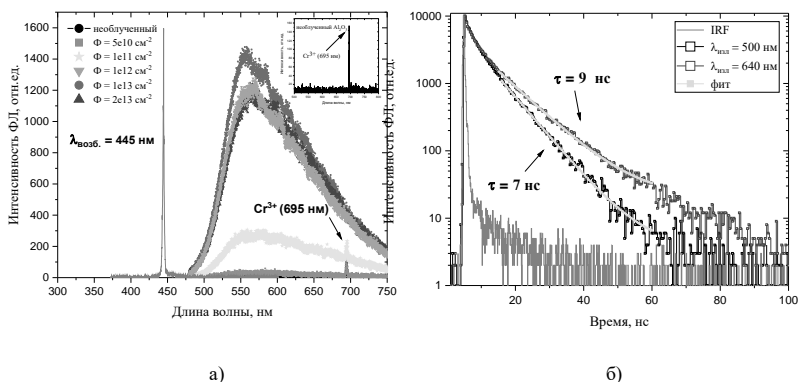 необлученный
Φ = 5e10 см⁻²
Φ = 1e11 см⁻²
Φ = 1e12 см⁻²
Φ = 1e13 см⁻²
Φ = 2e13 см⁻²
λвозб. = 445 нм
необлученный Al₂O₃
Cr³⁺ (695 нм)
Cr³⁺ (695 нм)
Интенсивность ФЛ, отн.ед.
1600
1400
1200
1000
800
600
400
200
0
300 350 400 450 500 550 600 650 700 750
Длина волны, нм
а)
Интенсивность ФЛ, отн.ед.
10000
1000
100
10
1
IRF
λизл = 500 нм
λизл = 640 нм
фит
τ = 9 нс
τ = 7 нс
20 40 60 80 100
Время, нс
б)